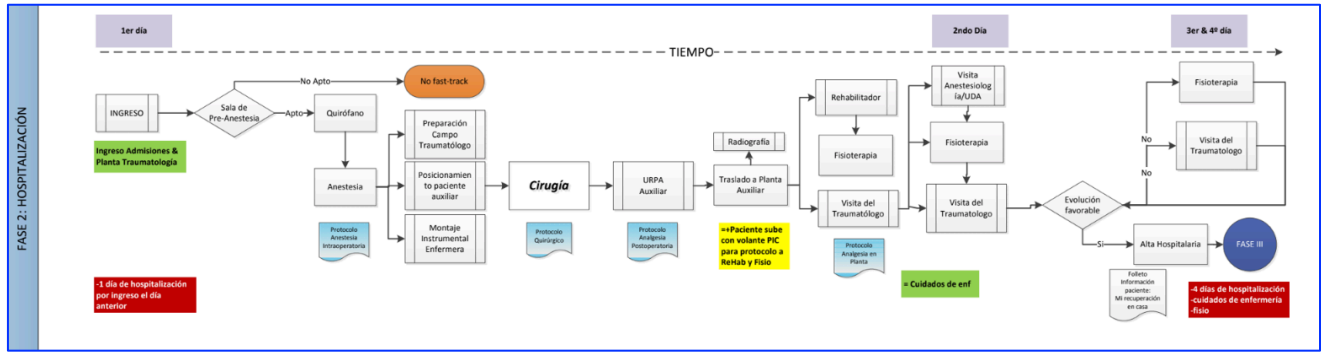 FASE 2: HOSPITALIZACIÓN
1er día
2ndo Día
3er & 4º día
TIEMPO
INGRESO
Ingreso Admisiones &
Planta Traumatología
-1 día de hospitalización
por ingreso el día
anterior
Sala de
Pre-Anestesia
No Apto
No fast-track
Apto
Quirófano
Anestesia
Protocolo
Anestesia
Intraoperatoria
Preparación
Campo
Traumatólogo
Posicionamien
to paciente
auxiliar
Montaje
Instrumental
Enfermera
Cirugía
Protocolo
Quirúrgico
URPA
Auxiliar
Protocolo
Analgesia
Postoperatoria
Radiografía
Traslado a Planta
Auxiliar
=+Paciente sube
con volante PIC
para protocolo a
ReHab y Fisio
Rehabilitador
Fisioterapia
Visita del
Traumatólogo
Protocolo
Analgesia en
Planta
Visita
Anestesiolog
ía/UDA
Fisioterapia
Visita del
Traumatologo
= Cuidados de enf
Evolución
favorable
No
No
Fisioterapia
Visita del
Traumatologo
Si
Alta Hospitalaria
FASE III
Folleto
Información
paciente:
Mi recuperación
en casa
-4 días de hospitalización
-cuidados de enfermería
-fisio